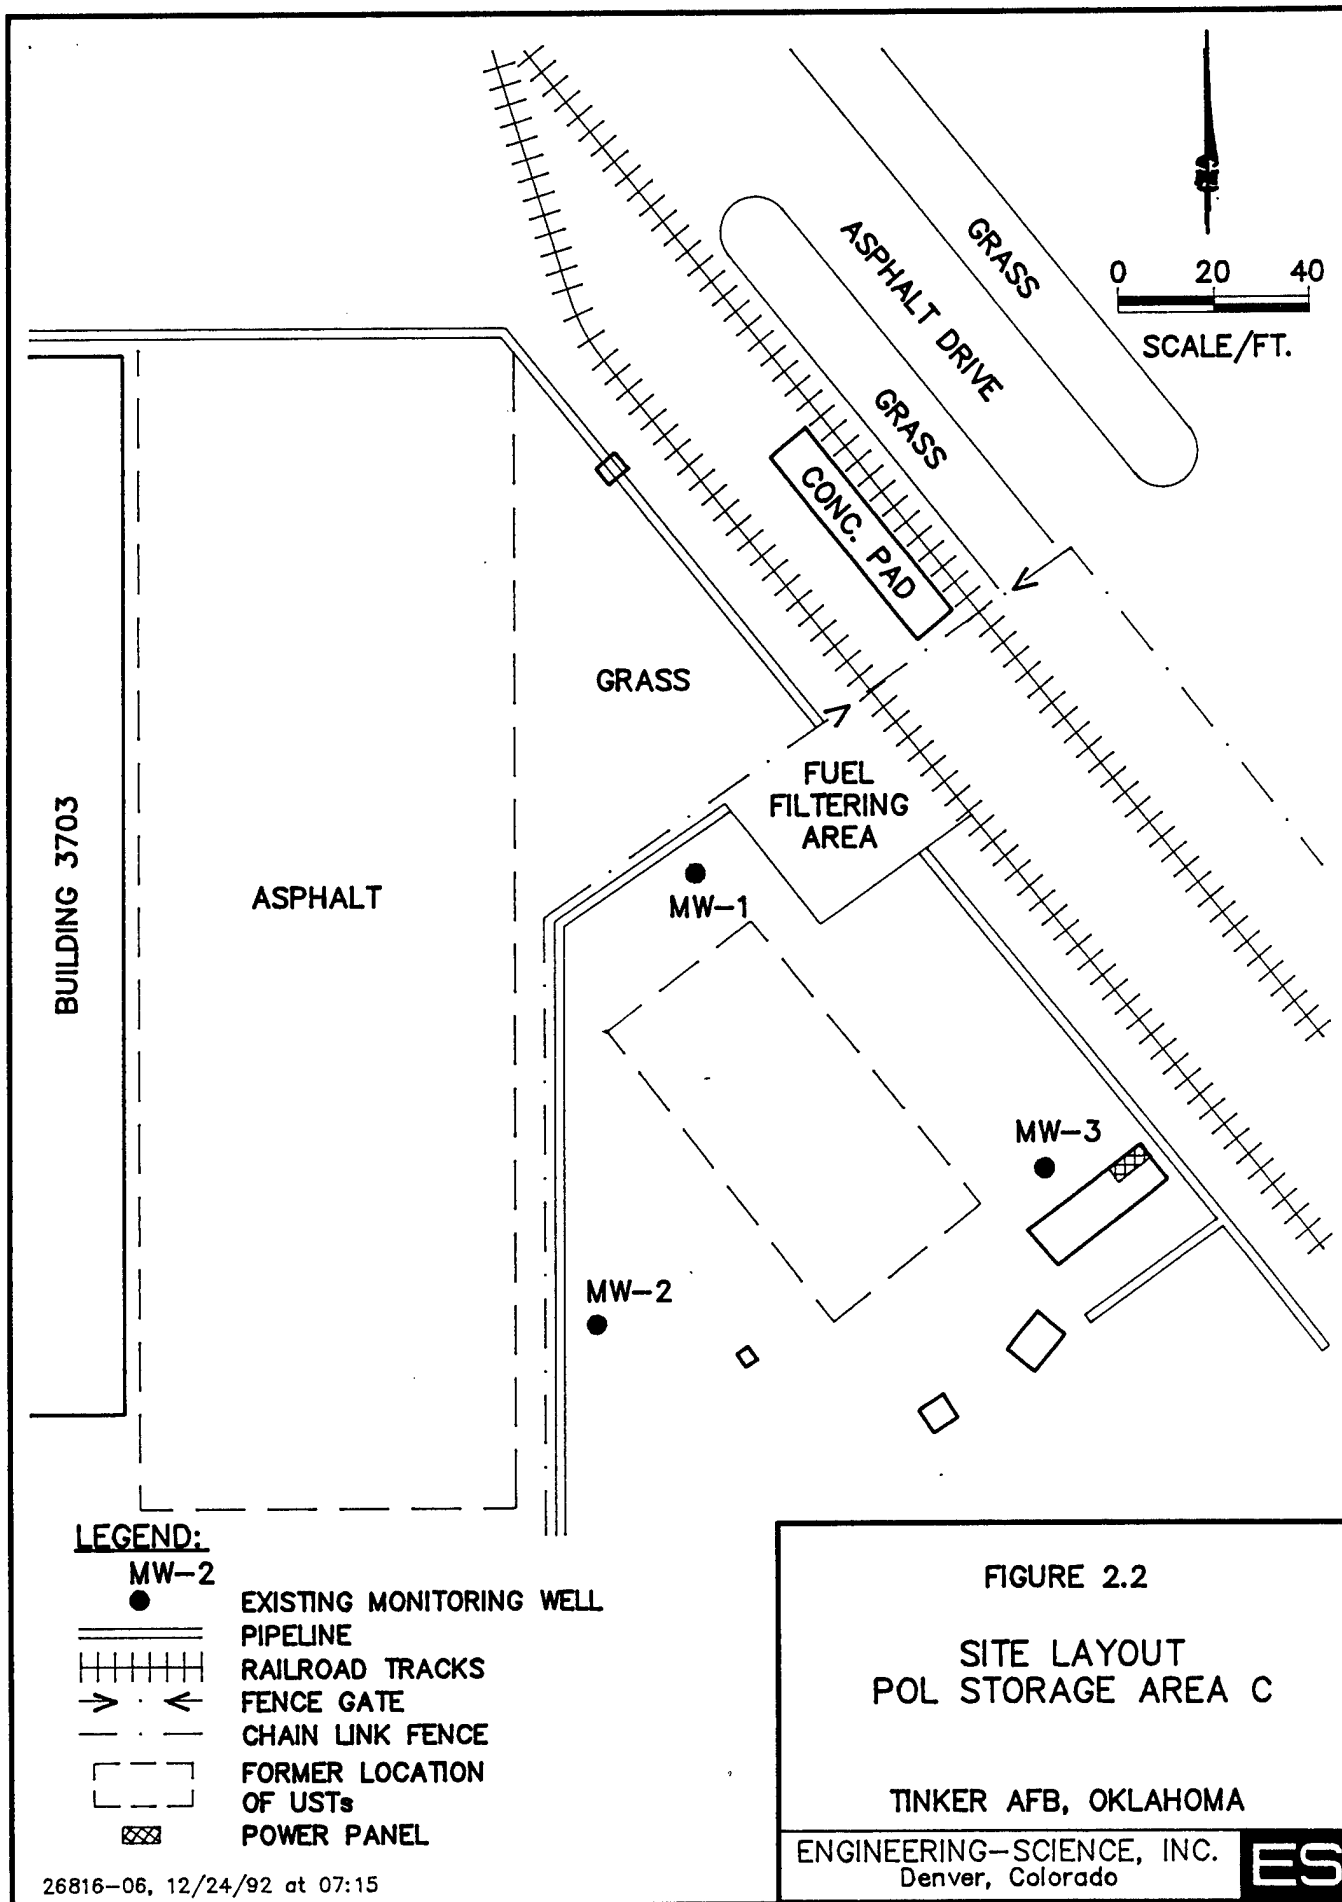 GRASS
ASPHALT DRIVE
GRASS
0 20 40
SCALE/FT.
CONC. PAD
GRASS
FUEL
FILTERING
AREA
BUILDING 3703
ASPHALT
MW-1
MW-3
MW-2
LEGEND:
MW-2
EXISTING MONITORING WELL
PIPELINE
RAILROAD TRACKS
FENCE GATE
CHAIN LINK FENCE
FORMER LOCATION
OF USTs
POWER PANEL
26816-06, 12/24/92 at 07:15
FIGURE 2.2
SITE LAYOUT
POL STORAGE AREA C
TINKER AFB, OKLAHOMA
ENGINEERING-SCIENCE, INC.
Denver, Colorado
ES